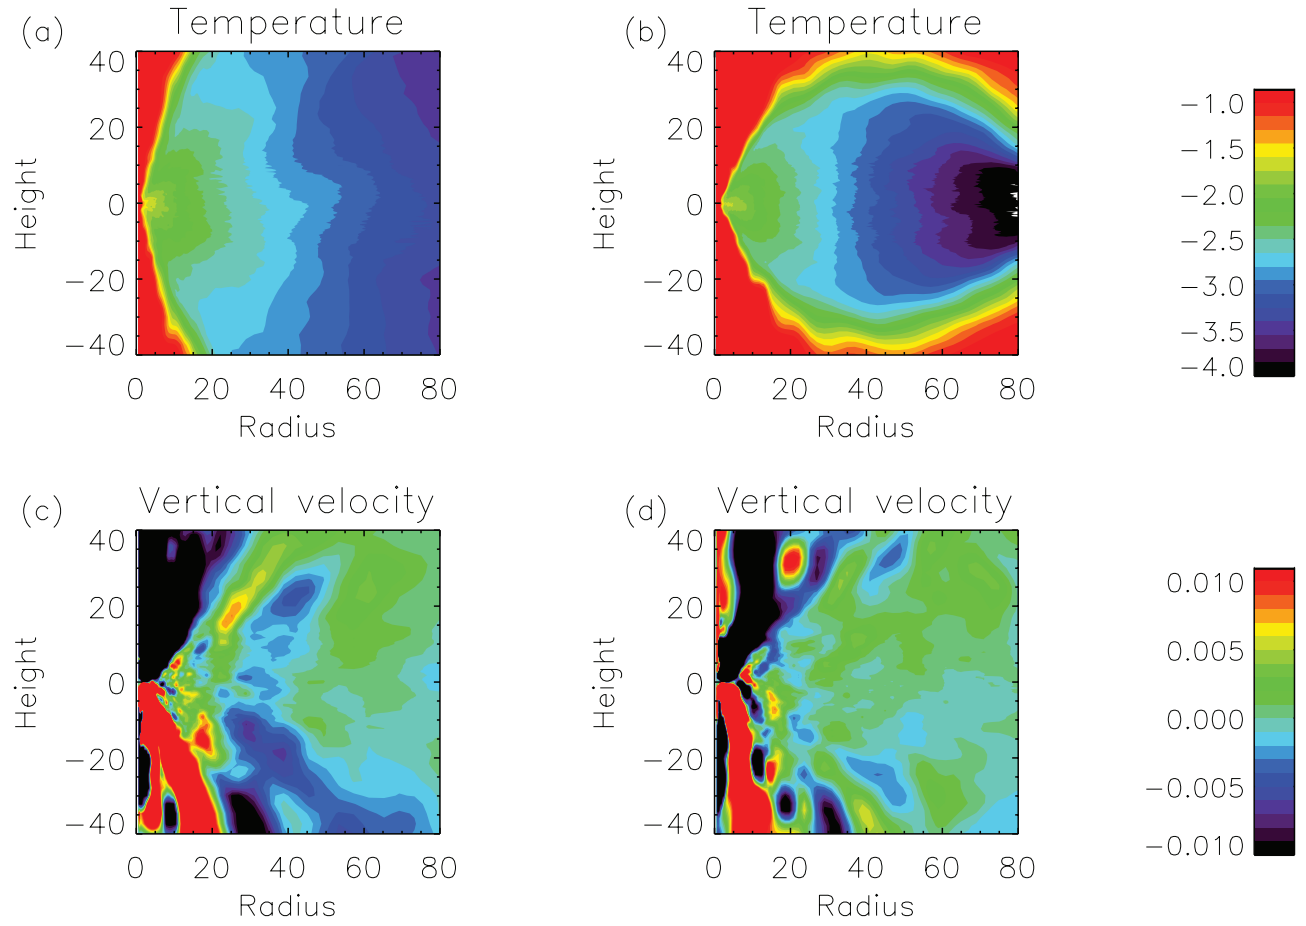 (a) Temperature
40
20
0
−20
−40
Height
0 20 40 60 80
Radius
(b) Temperature
40
20
0
−20
−40
Height
0 20 40 60 80
Radius
−1.0
−1.5
−2.0
−2.5
−3.0
−3.5
−4.0
(c) Vertical velocity
40
20
0
−20
−40
Height
0 20 40 60 80
Radius
(d) Vertical velocity
40
20
0
−20
−40
Height
0 20 40 60 80
Radius
0.010
0.005
0.000
−0.005
−0.010